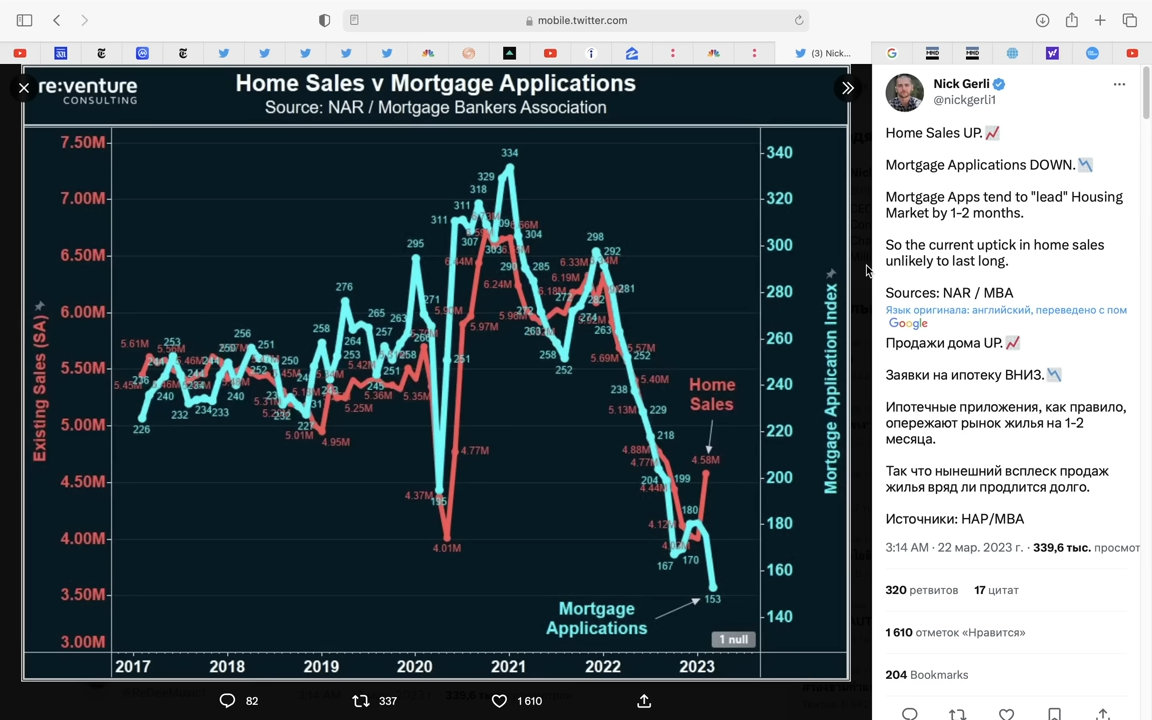 mobile.twitter.com
(3) Nick...
re:venture
CONSULTING
Home Sales v Mortgage Applications
Source: NAR / Mortgage Bankers Association
7.50M
7.00M
6.50M
6.00M
5.50M
5.00M
4.50M
4.00M
3.50M
3.00M
Existing Sales (SA)
340
320
300
280
260
240
220
200
180
160
140
Mortgage Application Index
5.61M
226
253
240
232
234
233
240
256
251
250
258
5.01M
4.95M
276
253
5.25M
265
257
5.42M
5.36M
245
251
263
5.35M
295
271
4.37M
195
4.01M
4.77M
251
5.97M
6.44M
311
311
307
318
329
334
6.24M
304
290
285
258
252
6.19M
6.33M
298
292
274
263
281
5.69M
5.57M
252
5.40M
238
229
5.13M
218
4.88M
4.77M
204
199
167
180
170
4.58M
153
Home
Sales
Mortgage
Applications
1 null
2017
2018
2019
2020
2021
2022
2023
82
337
1 610
Nick Gerli
@nickgerli1
Home Sales UP.
Mortgage Applications DOWN.
Mortgage Apps tend to "lead" Housing
Market by 1-2 months.
So the current uptick in home sales
unlikely to last long.
Sources: NAR / MBA
Язык оригинала: английский, переведено с пом
Google
Продажи дома UP.
Заявки на ипотеку ВНИЗ.
Ипотечные приложения, как правило,
опережают рынок жилья на 1-2
месяца.
Так что нынешний всплеск продаж
жилья вряд ли продлится долго.
Источники: НАР/МВА
3:14 AM · 22 мар. 2023 г. · 339,6 тыс. просмот
320 ретвитов 17 цитат
1 610 отметок «Нравится»
204 Bookmarks